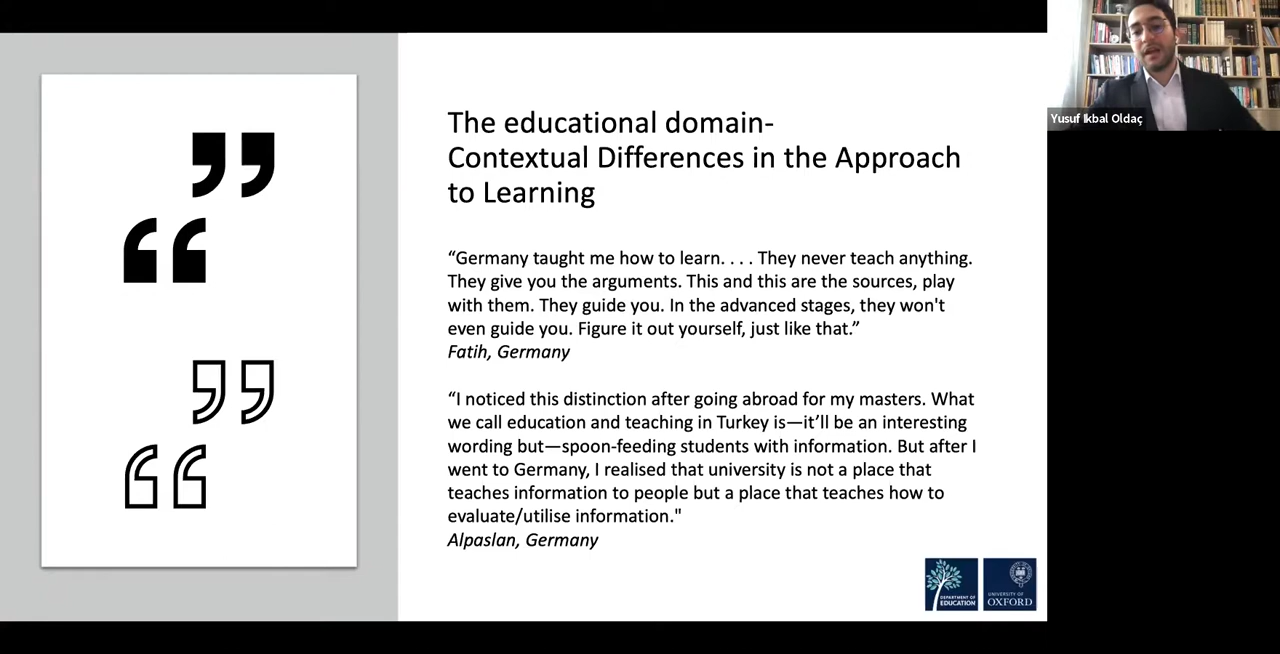 The educational domain-
Contextual Differences in the Approach
to Learning
“Germany taught me how to learn. . . . They never teach anything.
They give you the arguments. This and this are the sources, play
with them. They guide you. In the advanced stages, they won't
even guide you. Figure it out yourself, just like that.”
Fatih, Germany
“I noticed this distinction after going abroad for my masters. What
we call education and teaching in Turkey is—it’ll be an interesting
wording but—spoon-feeding students with information. But after I
went to Germany, I realised that university is not a place that
teaches information to people but a place that teaches how to
evaluate/utilise information."
Alpaslan, Germany
Yusuf Ikbal Oldaç
DEPARTMENT OF
EDUCATION
UNIVERSITY OF
OXFORD